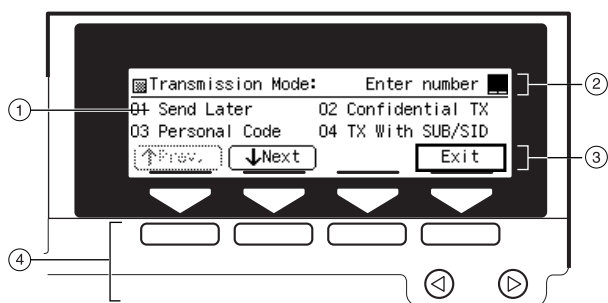 Transmission Mode: Enter number
01 Send Later 02 Confidential TX
03 Personal Code 04 TX With SUB/SID
↑Prev. ↓Next Exit
1
2
3
4